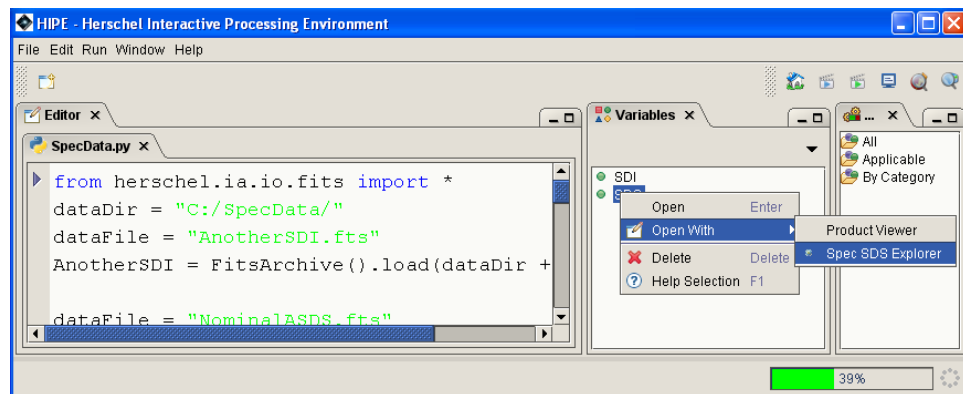 HIPE - Herschel Interactive Processing Environment
File Edit Run Window Help
Editor
SpecData.py
from herschel.ia.io.fits import *
dataDir = "C:/SpecData/"
dataFile = "AnotherSDI.fts"
AnotherSDI = FitsArchive().load(dataDir +
dataFile = "NominalASDS.fts"
Variables
SDI
Open Enter
Open With
Delete Delete
Help Selection F1
Product Viewer
Spec SDS Explorer
...
All
Applicable
By Category
39%